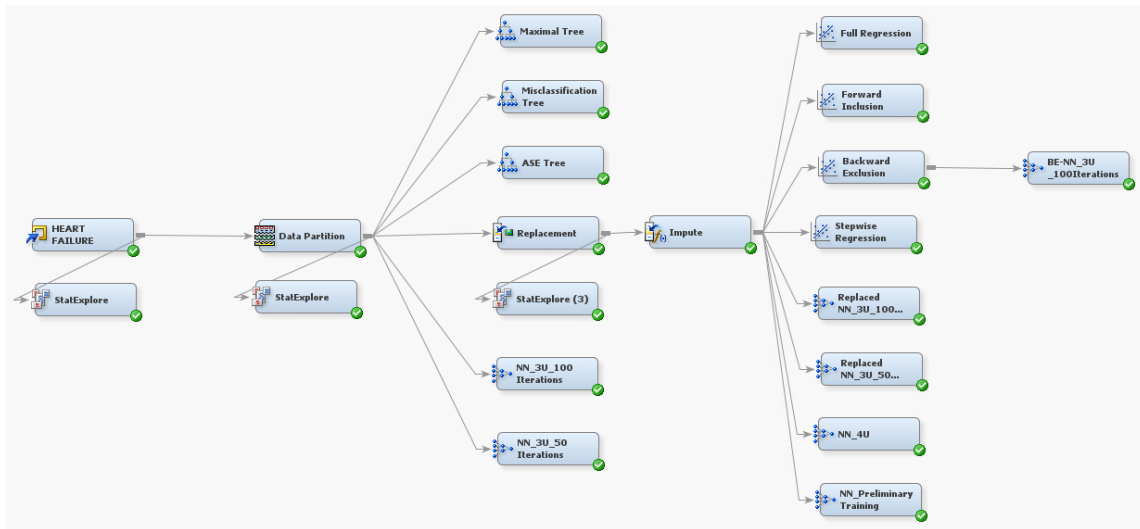 HEART
FAILURE
StatExplore
Data Partition
StatExplore
Maximal Tree
Misclassification
Tree
ASE Tree
Replacement
StatExplore (3)
NN_3U_100
Iterations
NN_3U_50
Iterations
Impute
Full Regression
Forward
Inclusion
Backward
Exclusion
Stepwise
Regression
Replaced
NN_3U_100...
Replaced
NN_3U_50...
NN_4U
NN_Preliminary
Training
BE-NN_3U
_100Iterations